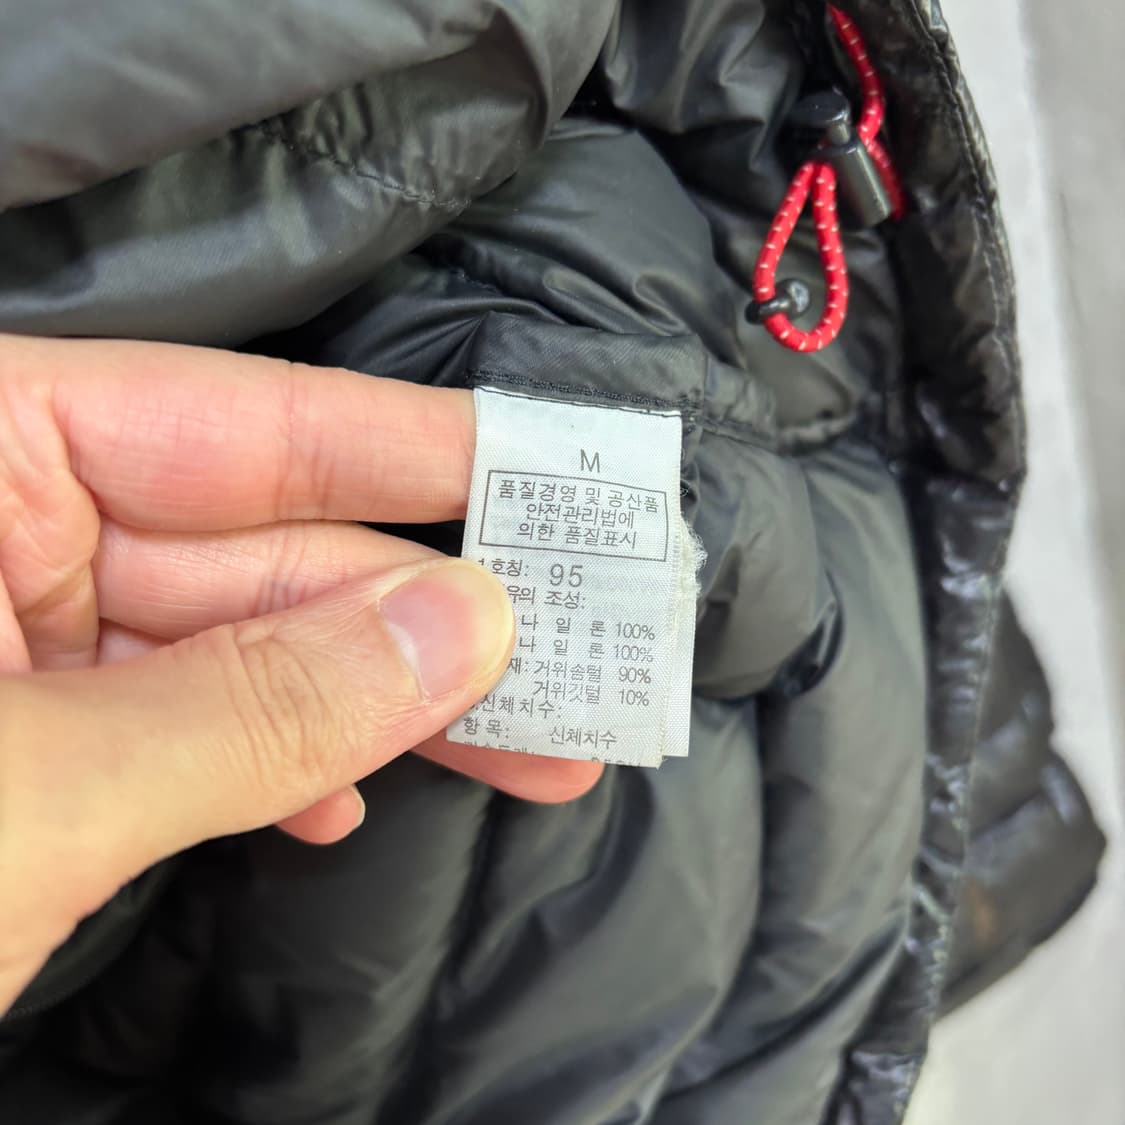 M
품질경영 및 공산품
안전관리법에
의한 품질표시
호칭: 95
조성:
나 일 론 100%
나 일 론 100%
재: 거위솜털 90%
거위깃털 10%
신체치수:
항 목: 신체치수